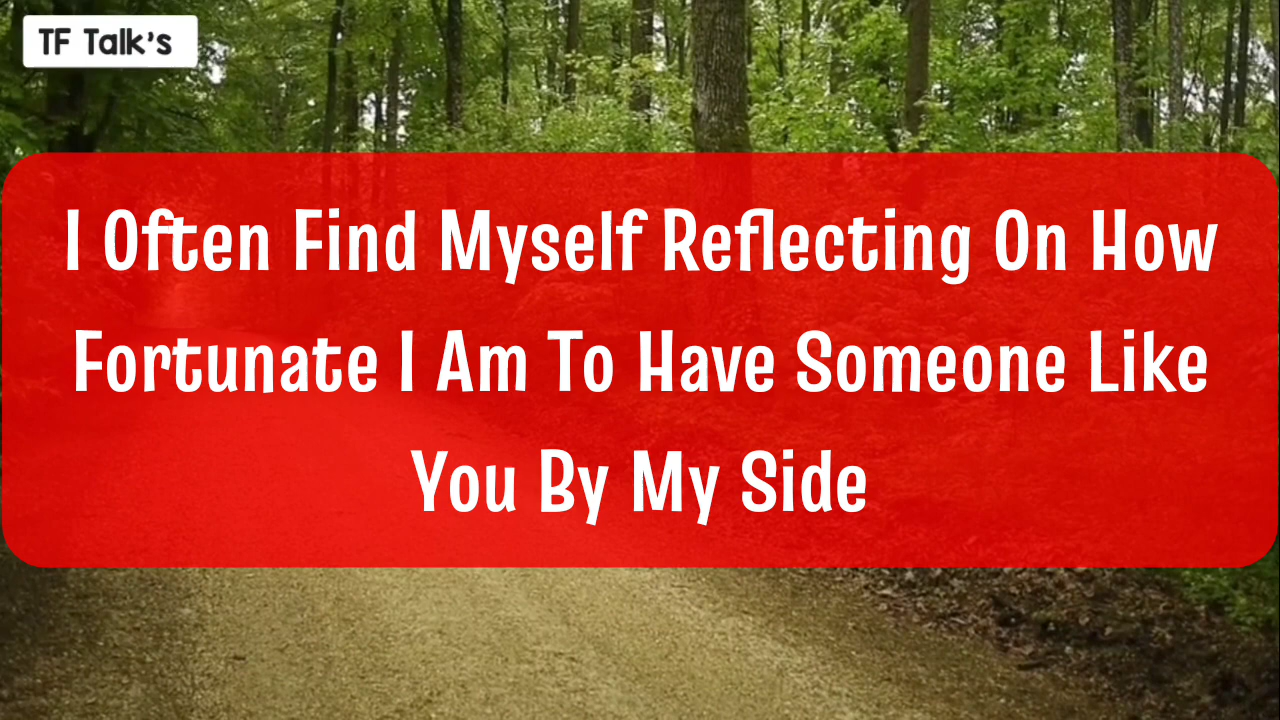 TF Talk's
I Often Find Myself Reflecting On How
Fortunate I Am To Have Someone Like
You By My Side